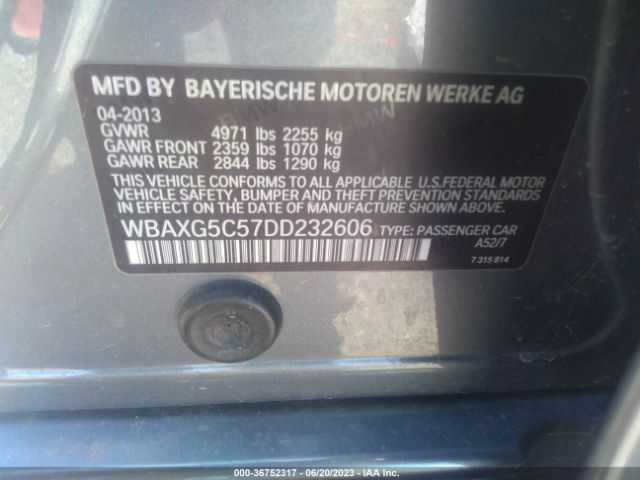 MFD BY BAYERISCHE MOTOREN WERKE AG
04-2013
GVWR 4971 lbs 2255 kg
GAWR FRONT 2359 lbs 1070 kg
GAWR REAR 2844 lbs 1290 kg
THIS VEHICLE CONFORMS TO ALL APPLICABLE U.S.FEDERAL MOTOR
VEHICLE SAFETY, BUMPER AND THEFT PREVENTION STANDARDS
IN EFFECT ON THE DATE OF MANUFACTURE SHOWN ABOVE.
WBAXG5C57DD232606 TYPE: PASSENGER CAR
A52/7
7 315 814
000-36752317 / 06/20/2023 - IAA Inc.